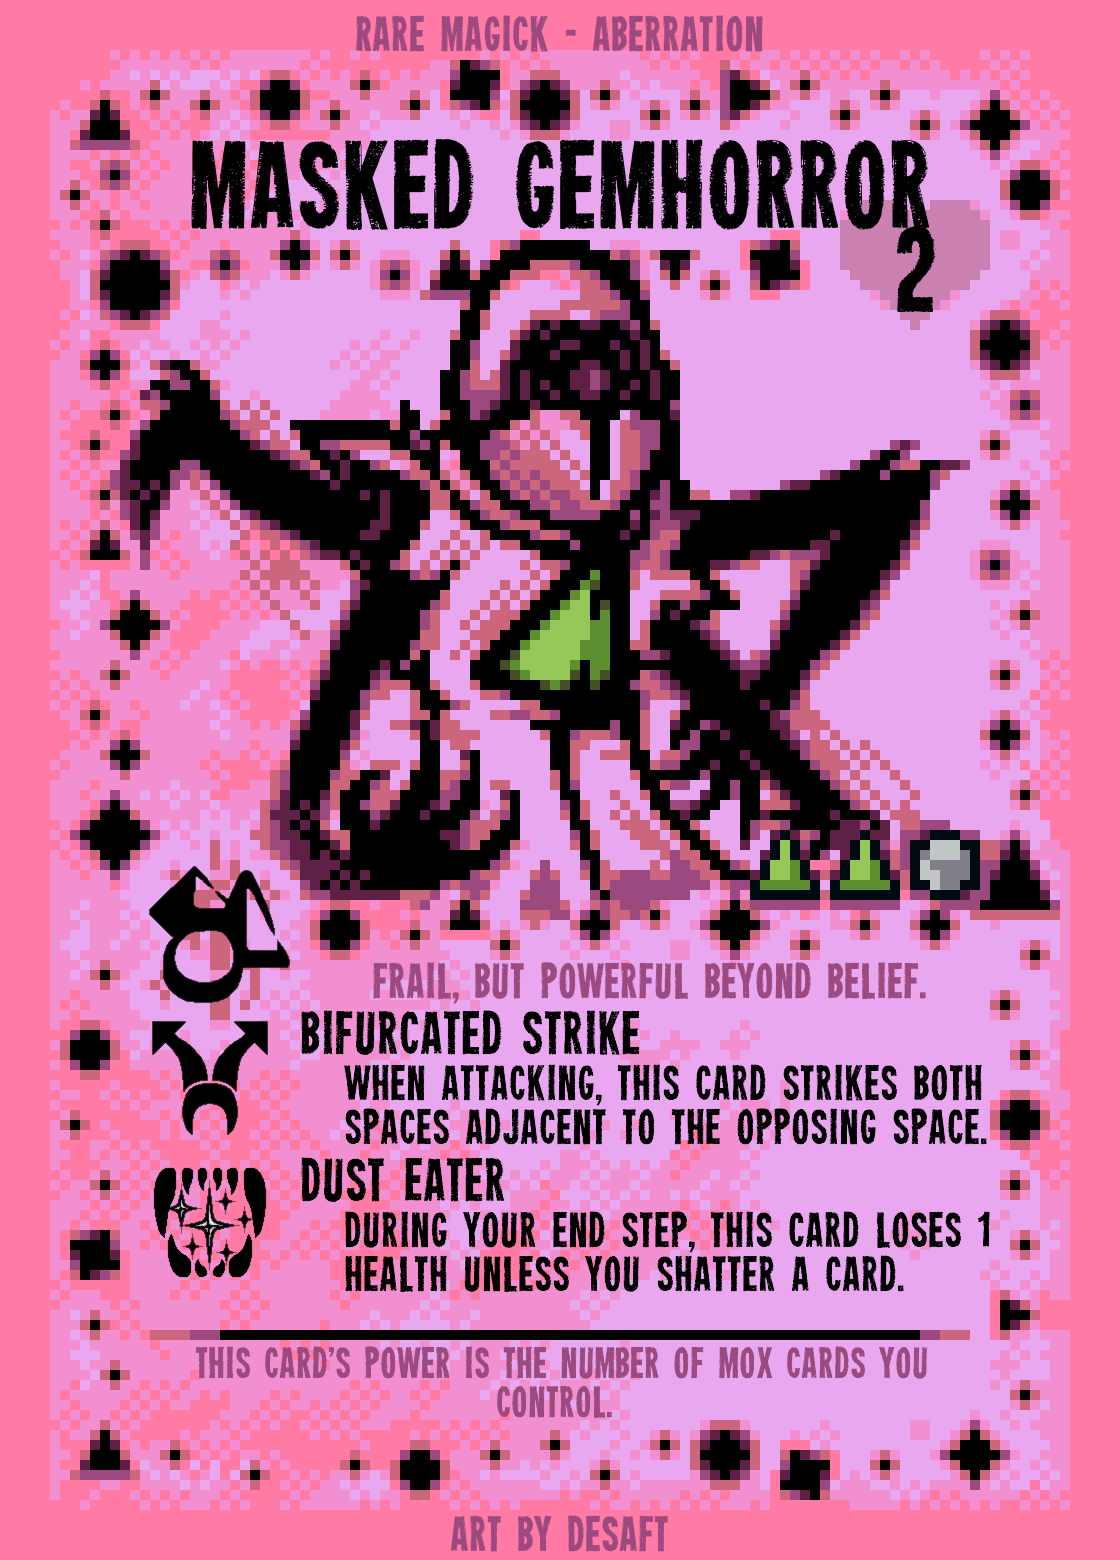 RARE MAGICK - ABERRATION
MASKED GEMHORROR
2
FRAIL, BUT POWERFUL BEYOND BELIEF.
BIFURCATED STRIKE
WHEN ATTACKING, THIS CARD STRIKES BOTH
SPACES ADJACENT TO THE OPPOSING SPACE.
DUST EATER
DURING YOUR END STEP, THIS CARD LOSES 1
HEALTH UNLESS YOU SHATTER A CARD.
THIS CARD'S POWER IS THE NUMBER OF MOX CARDS YOU
CONTROL.
ART BY DESAFT